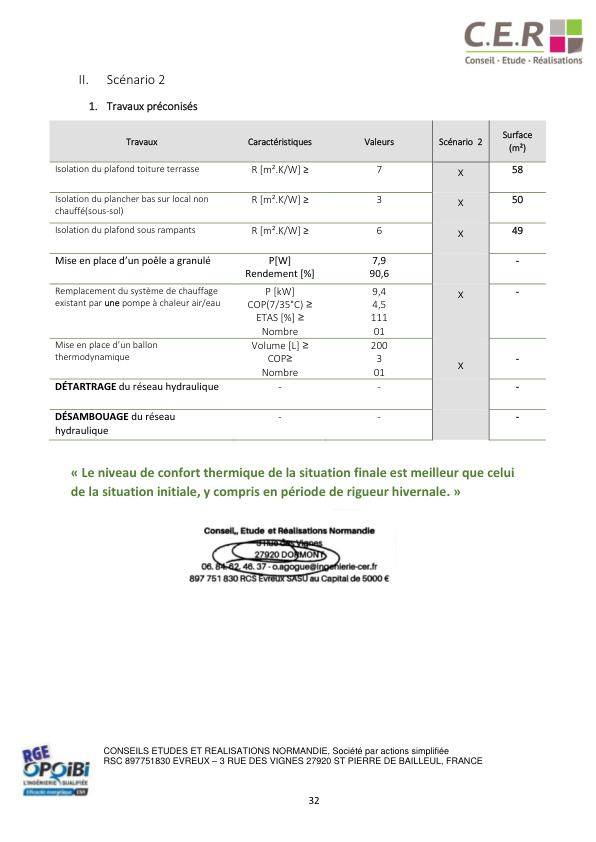 C.E.R
Conseil · Etude · Réalisations
II. Scénario 2
1. Travaux préconisés
Travaux Caractéristiques Valeurs Scénario 2 Surface (m²)
Isolation du plafond toiture terrasse R [m².K/W] ≥ 7 X 58
Isolation du plancher bas sur local non R [m².K/W] ≥ 3 X 50
chauffé(sous-sol)
Isolation du plafond sous rampants R [m².K/W] ≥ 6 X 49
Mise en place d’un poêle a granulé P[W] 7,9 -
Rendement [%] 90,6
Remplacement du système de chauffage P [kW] 9,4 X -
existant par une pompe à chaleur air/eau COP(7/35°C) ≥ 4,5
ETAS [%] ≥ 111
Nombre 01
Mise en place d’un ballon Volume [L] ≥ 200
thermodynamique COP≥ 3 X -
Nombre 01
DÉTARTRAGE du réseau hydraulique - - -
DÉSAMBOUAGE du réseau - - -
hydraulique
« Le niveau de confort thermique de la situation finale est meilleur que celui
de la situation initiale, y compris en période de rigueur hivernale. »
Conseil,, Etude et Réalisations Normandie
3 Rue des Vignes
27920
06. 84. 62. 46. 37 - o.agogue@ingenierie-cer.fr
897 751 830 RCS Evreux SASU au Capital de 5000 €
RGE
OPQIBI
L'INGÉNIERIE QUALIFIÉE
Efficacité énergétique
CONSEILS ETUDES ET REALISATIONS NORMANDIE, Société par actions simplifiée
RSC 897751830 EVREUX – 3 RUE DES VIGNES 27920 ST PIERRE DE BAILLEUL, FRANCE
32